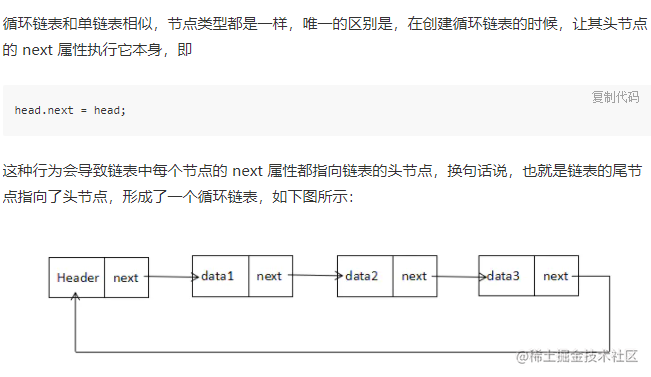 循环链表和单链表相似，节点类型都是一样，唯一的区别是，在创建循环链表的时候，让其头节点
的 next 属性执行它本身，即
复制代码
head.next = head;
这种行为会导致链表中每个节点的 next 属性都指向链表的头节点，换句话说，也就是链表的尾节
点指向了头节点，形成了一个循环链表，如下图所示：
Header next data1 next data2 next data3 next
@稀土掘金技术社区